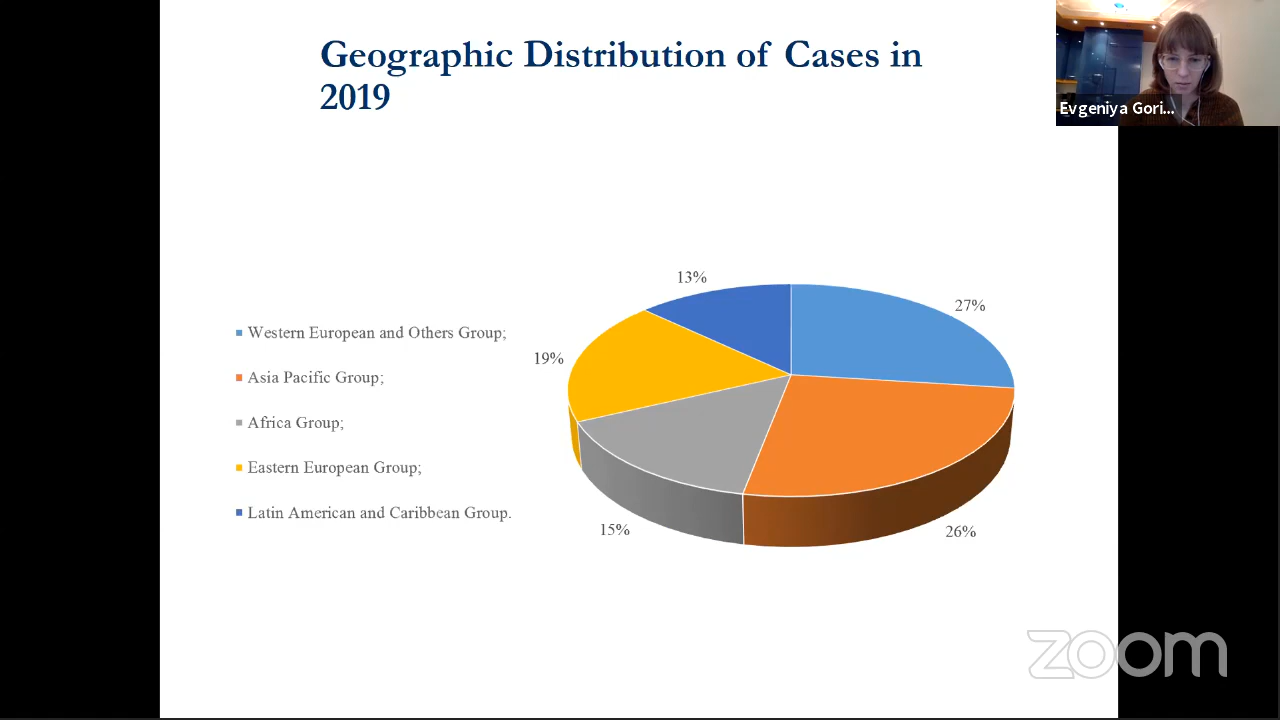 Geographic Distribution of Cases in
2019
Evgeniya Gori...
13%
27%
Western European and Others Group;
19%
Asia Pacific Group;
Africa Group;
Eastern European Group;
Latin American and Caribbean Group.
15%
26%
zoom